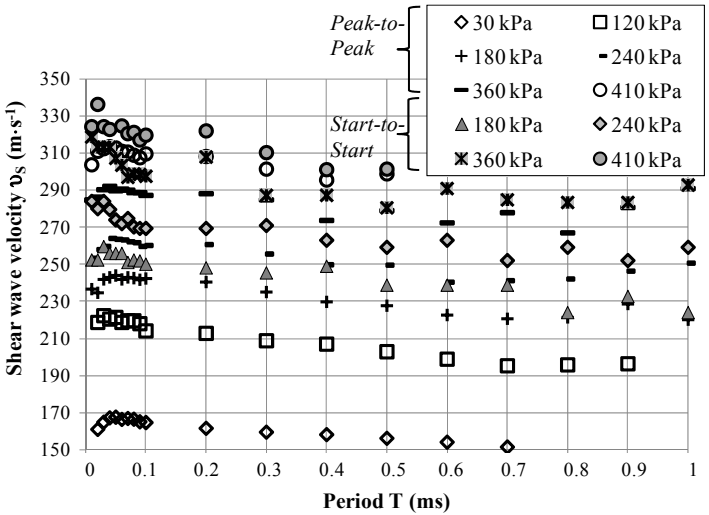 Peak-to-
Peak
30 kPa
120 kPa
180 kPa
240 kPa
360 kPa
410 kPa
Start-to-
Start
180 kPa
240 kPa
360 kPa
410 kPa
Shear wave velocity υS (m·s-1)
350
330
310
290
270
250
230
210
190
170
150
0
0.1
0.2
0.3
0.4
0.5
0.6
0.7
0.8
0.9
1
Period T (ms)